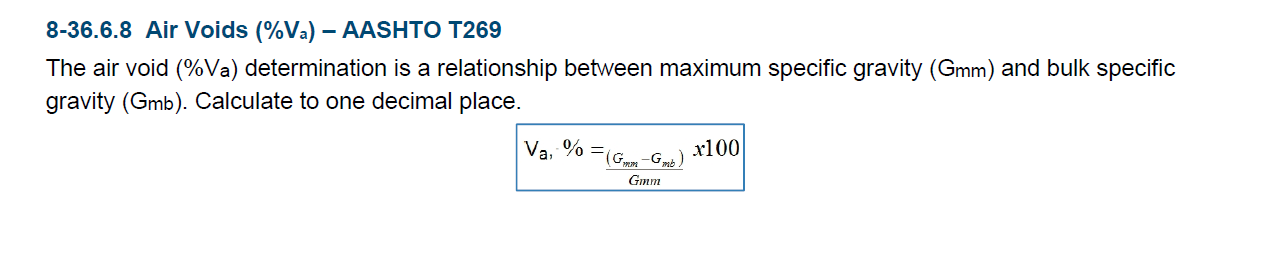 8-36.6.8 Air Voids (%Va) – AASHTO T269
The air void (%Va) determination is a relationship between maximum specific gravity (Gmm) and bulk specific
gravity (Gmb). Calculate to one decimal place.
Va, % = (Gmm – Gmb) x100
Gmm